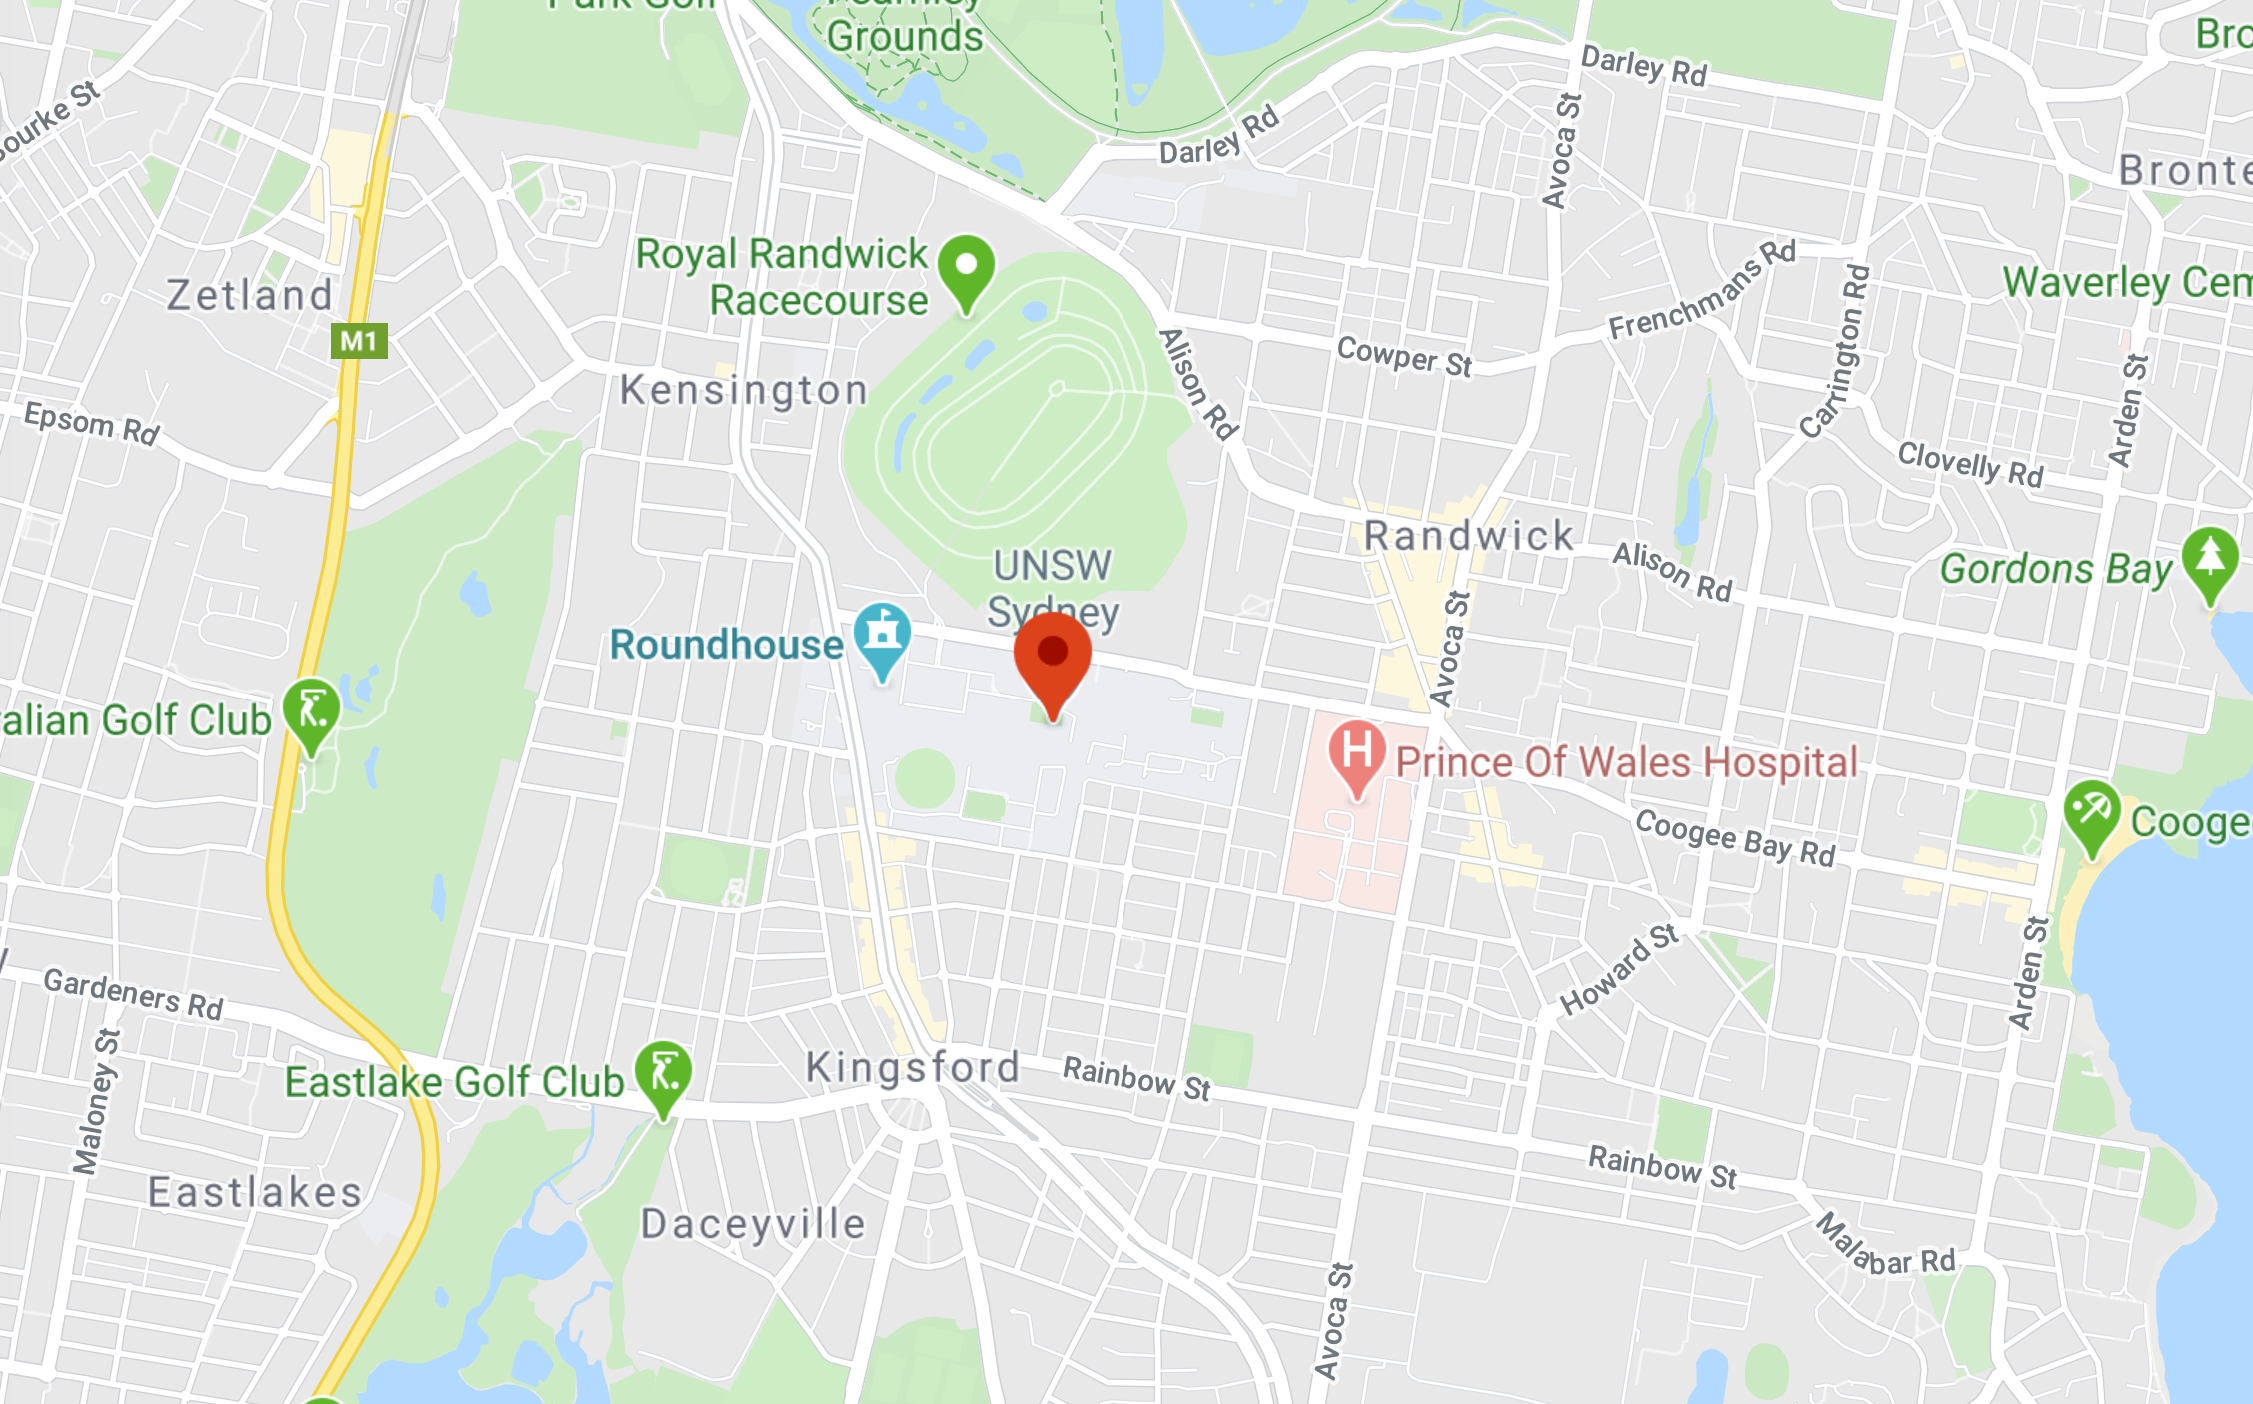 Park Golf
Grounds
Darley Rd
Bro
ourke St
Avoca St
Darley Rd
Bronte
Royal Randwick
Racecourse
Zetland
M1
Frenchmans Rd
Waverley Cem
Carrington Rd
Alison Rd
Cowper St
Arden St
Kensington
Epsom Rd
Clovelly Rd
Randwick
UNSW
Sydney
Alison Rd
Gordons Bay
Roundhouse
Avoca St
alian Golf Club
Prince Of Wales Hospital
Coogee Bay Rd
Cooge
Howard St
Arden St
Gardeners Rd
Maloney St
Kingsford
Rainbow St
Eastlake Golf Club
Rainbow St
Eastlakes
Daceyville
Malabar Rd
Avoca St